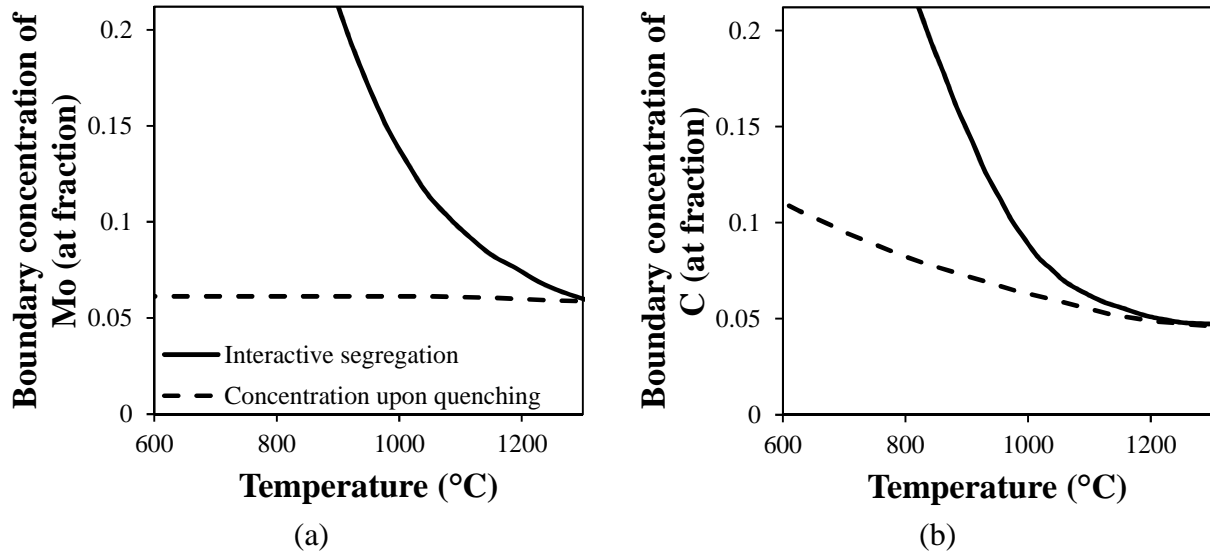 Boundary concentration of
Mo (at fraction)
0.2
0.15
0.1
0.05
0
Interactive segregation
Concentration upon quenching
600 800 1000 1200
Temperature (°C)
(a)
Boundary concentration of
C (at fraction)
0.2
0.15
0.1
0.05
0
600 800 1000 1200
Temperature (°C)
(b)